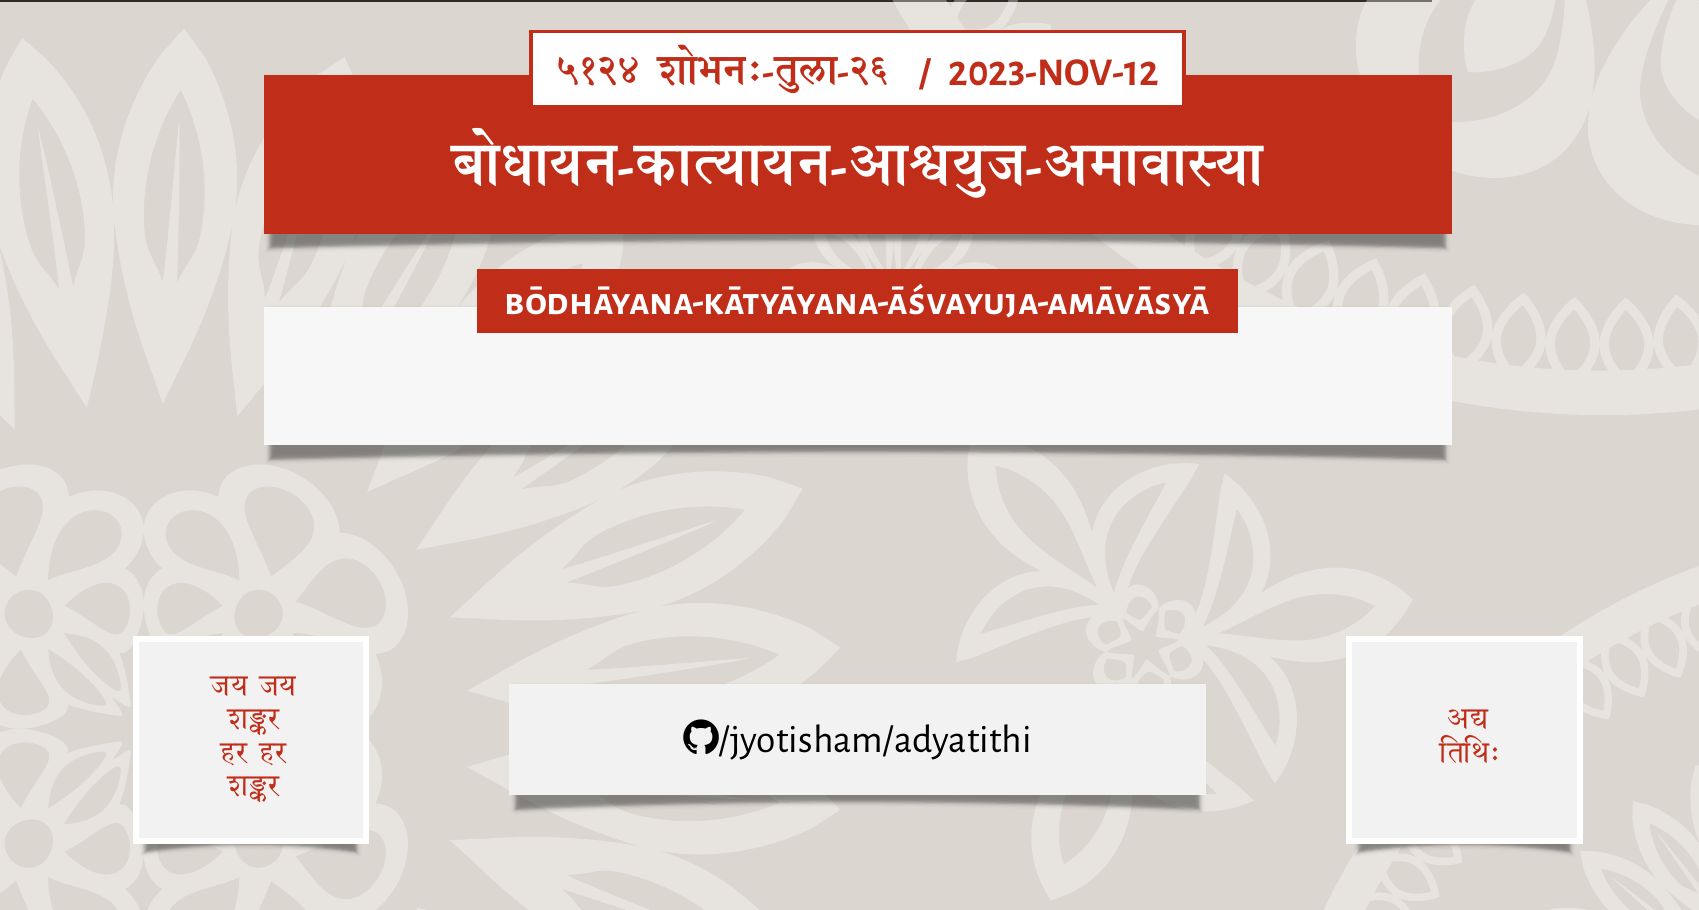 ५१२४ शोभनः-तुला-२६ / 2023-NOV-12
बोधायन-कात्यायन-आश्वयुज-अमावास्या
BŌDHĀYANA-KĀTYĀYANA-ĀŚVAYUJA-AMĀVĀSYĀ
जय जय
शङ्कर
हर हर
शङ्कर
/jyotisham/adyatithi
अद्य
तिथिः